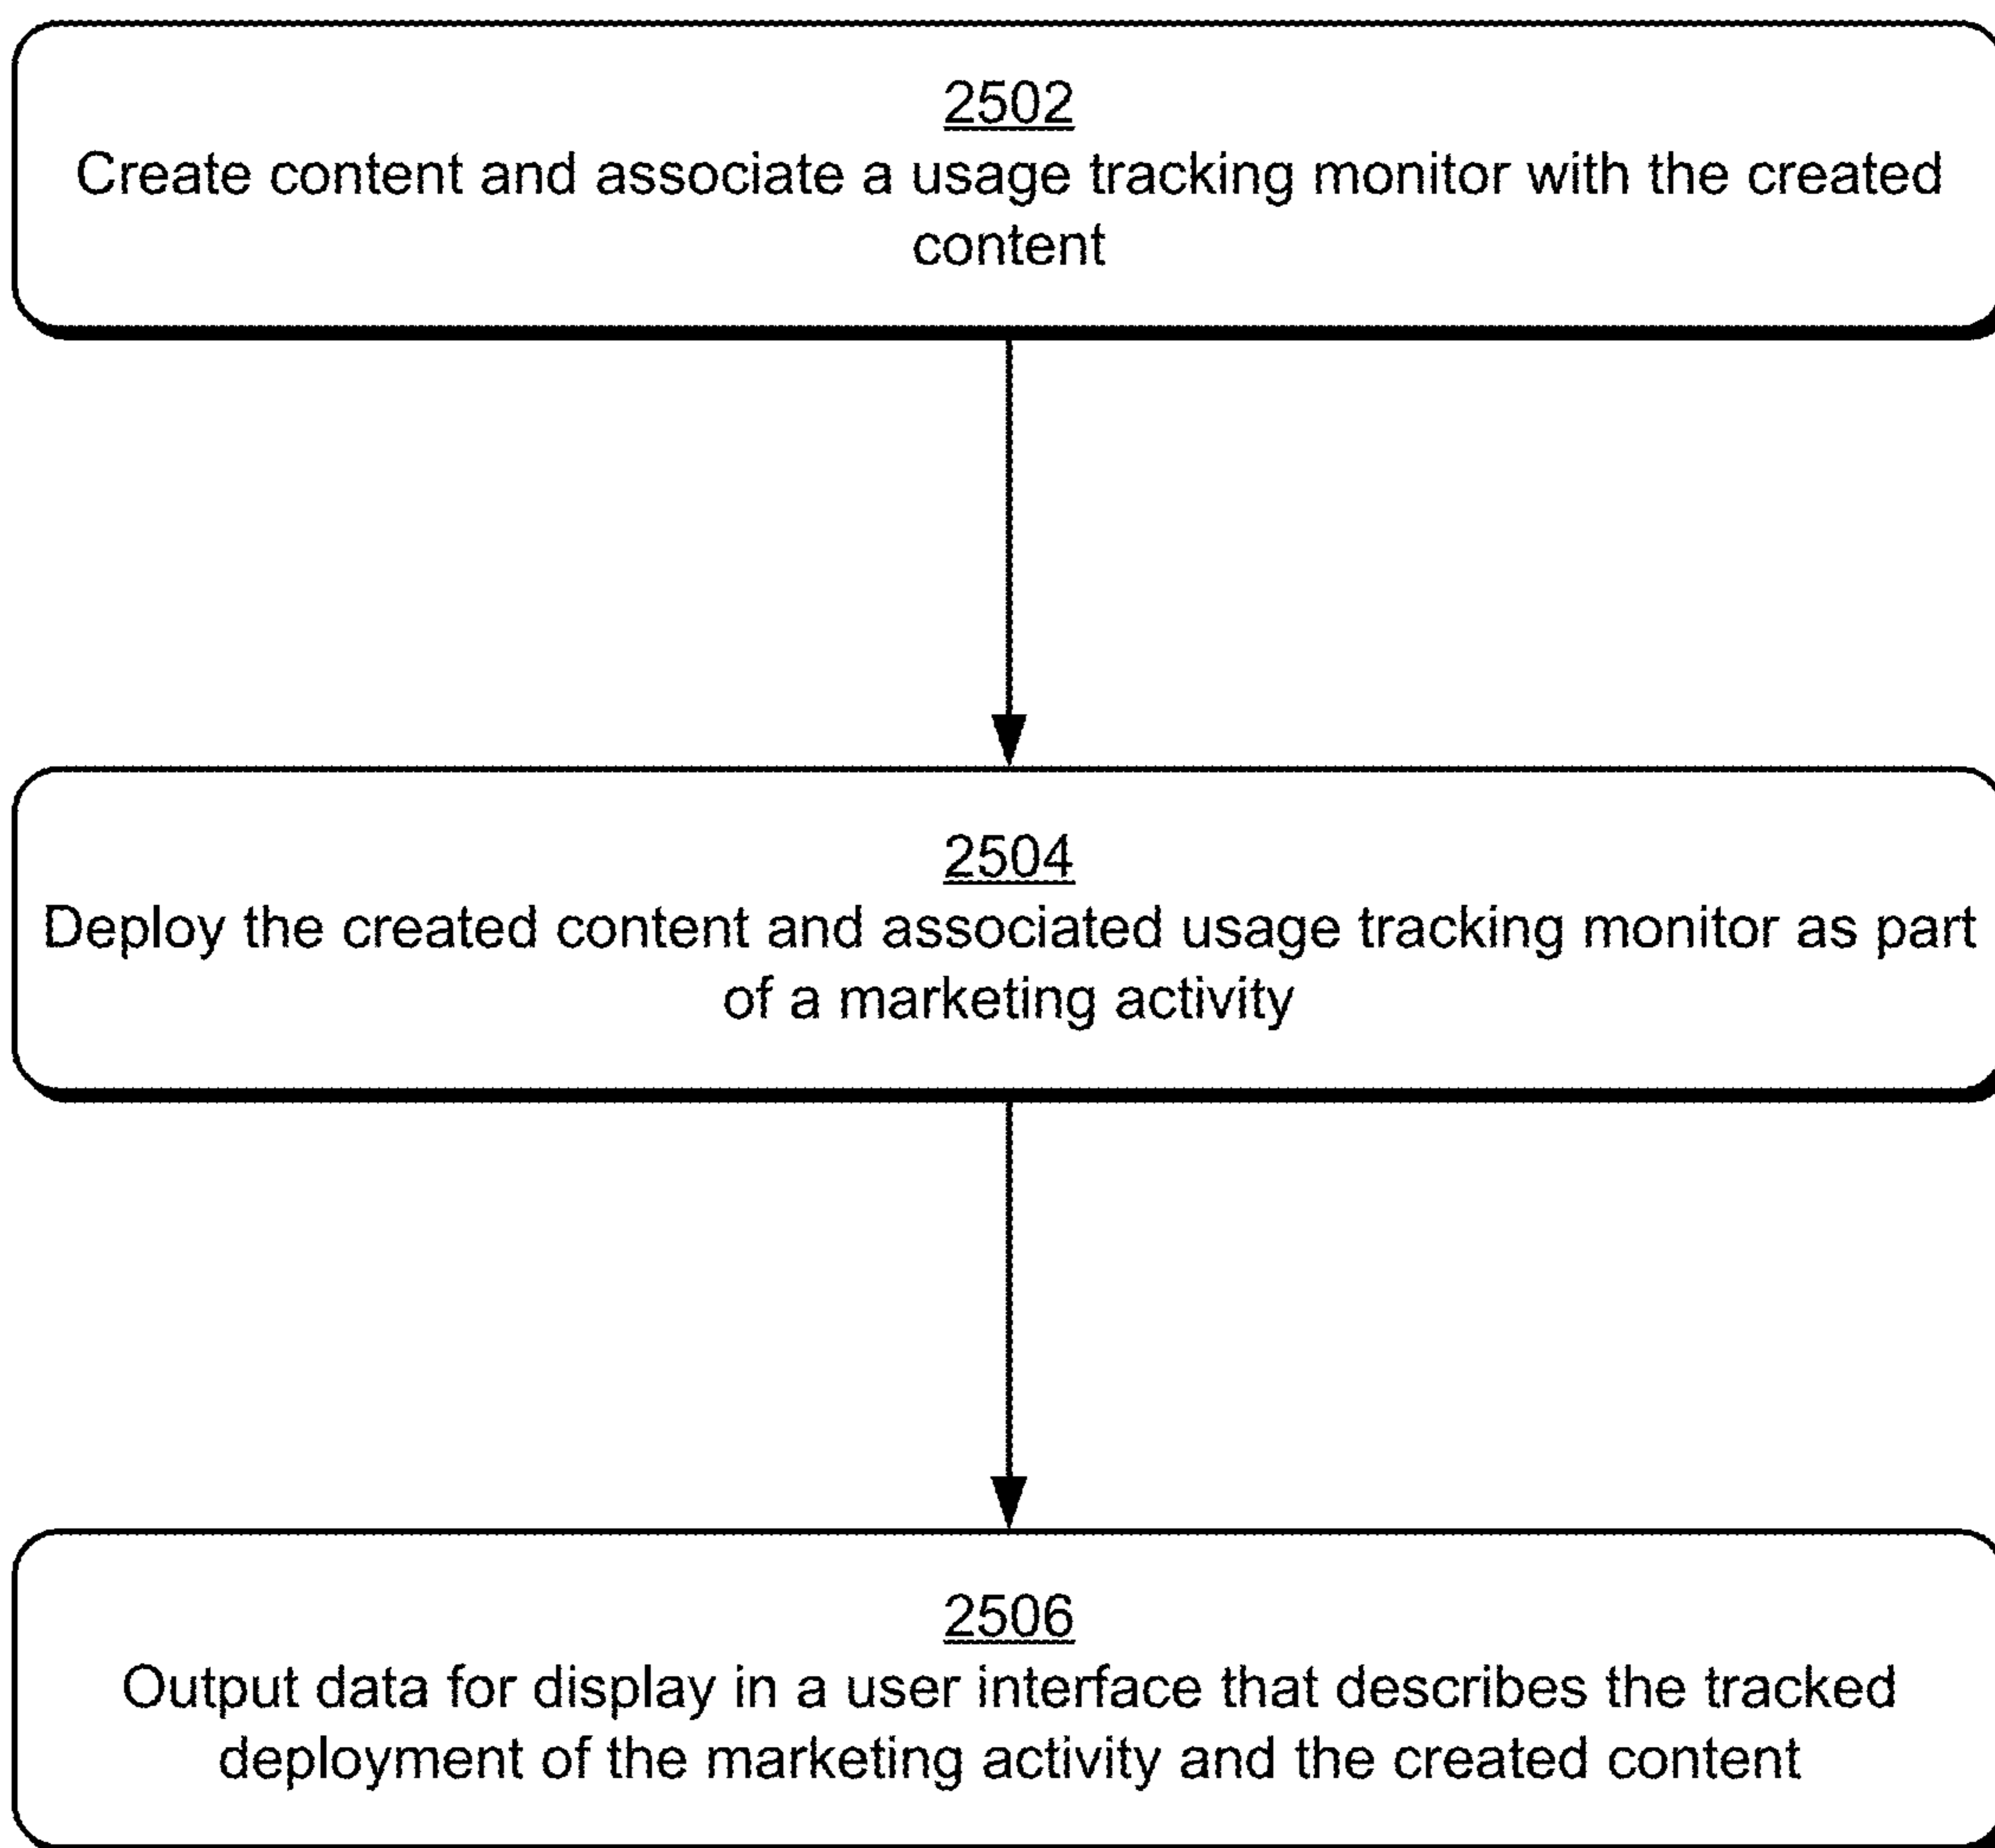 2502
Create content and associate a usage tracking monitor with the created
content
2504
Deploy the created content and associated usage tracking monitor as part
of a marketing activity
2506
Output data for display in a user interface that describes the tracked
deployment of the marketing activity and the created content